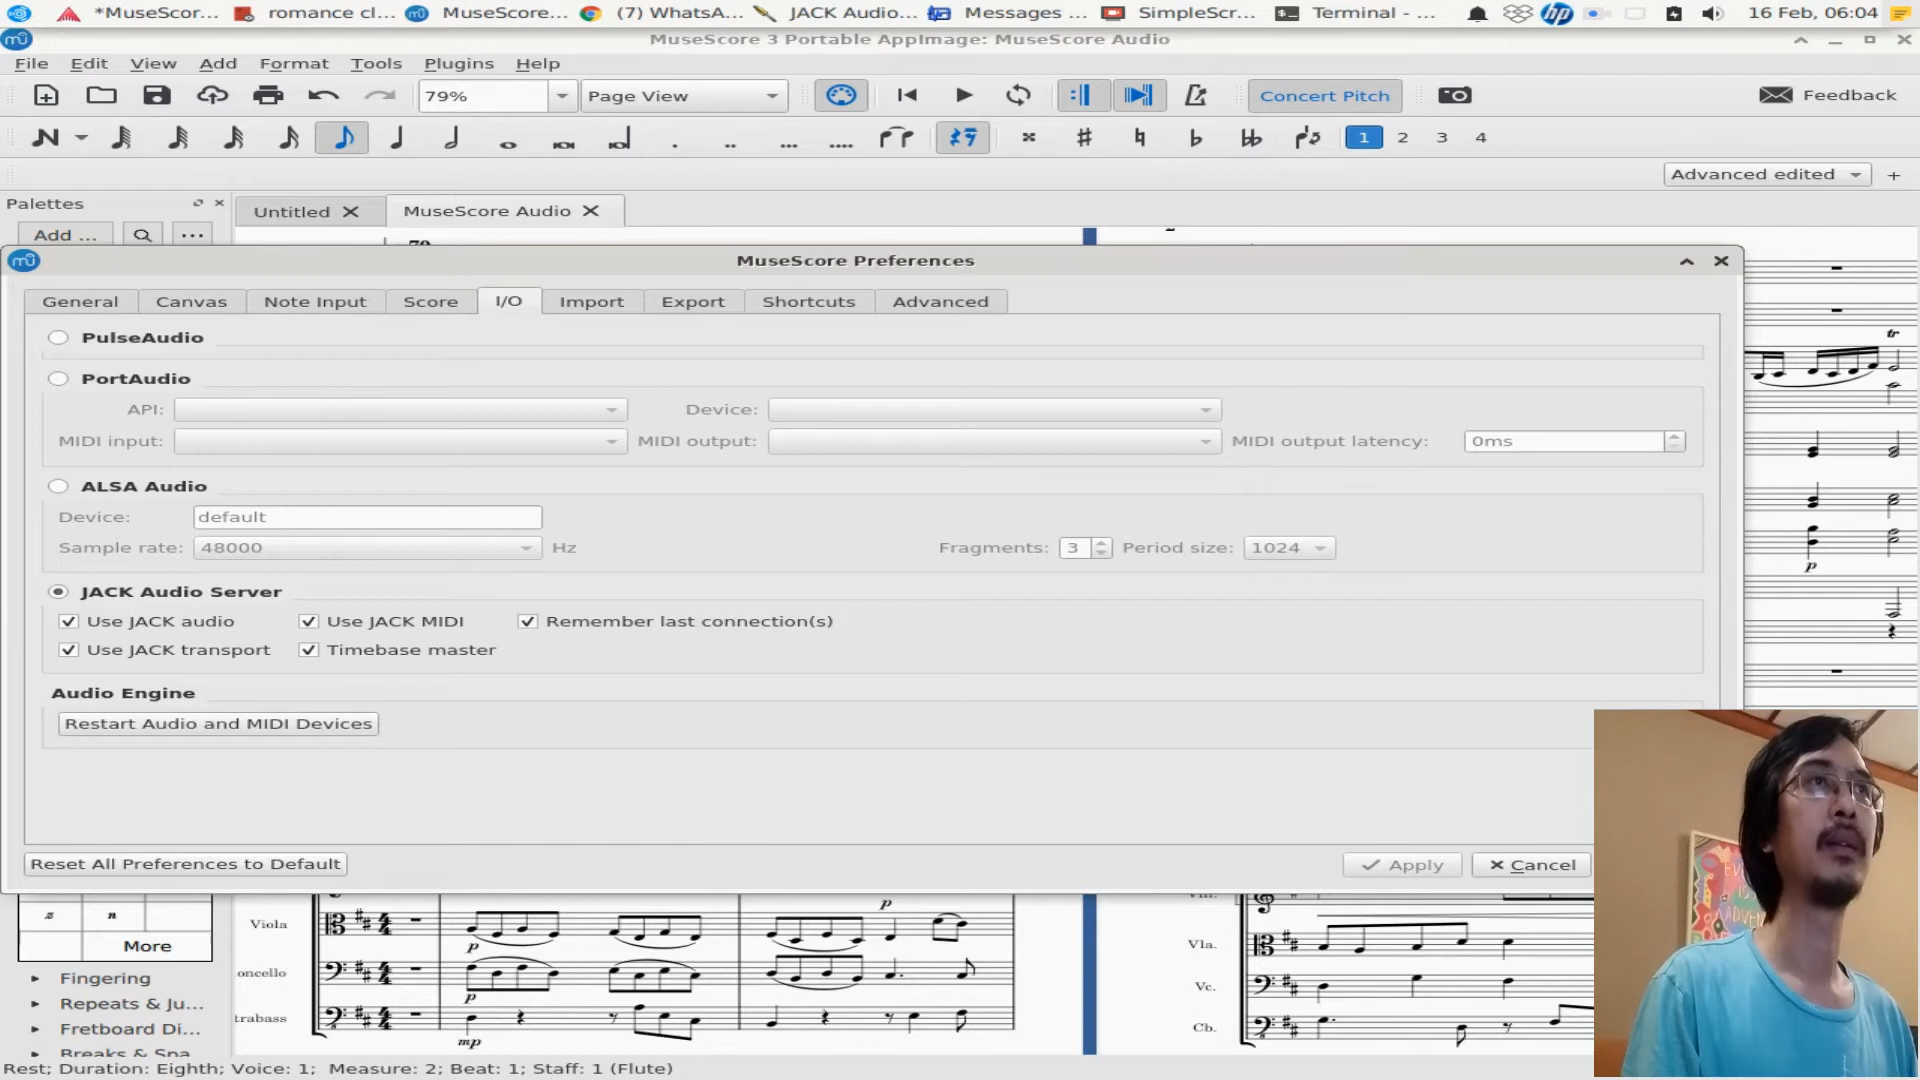 *MuseScor... romance cl... MuseScore... (7) WhatsA... JACK Audio... Messages ... SimpleScr... Terminal - ... 16 Feb, 06:04
MuseScore 3 Portable AppImage: MuseScore Audio
File Edit View Add Format Tools Plugins Help
79% Page View Concert Pitch Feedback
1 2 3 4
Advanced edited +
Palettes
Untitled MuseScore Audio
Add ... ...
MuseScore Preferences
General Canvas Note Input Score I/O Import Export Shortcuts Advanced
PulseAudio
PortAudio
API: Device:
MIDI input: MIDI output: MIDI output latency: 0ms
ALSA Audio
Device: default
Sample rate: 48000 Hz Fragments: 3 Period size: 1024
JACK Audio Server
Use JACK audio Use JACK MIDI Remember last connection(s)
Use JACK transport Timebase master
Audio Engine
Restart Audio and MIDI Devices
Reset All Preferences to Default Apply Cancel
tr
p
z n
More
Fingering
Repeats & Ju...
Fretboard Di...
Viola
p
p
oncello
p
trabass
mp
Vla.
Vc.
Cb.
Rest; Duration: Eighth; Voice: 1; Measure: 2; Beat: 1; Staff: 1 (Flute)